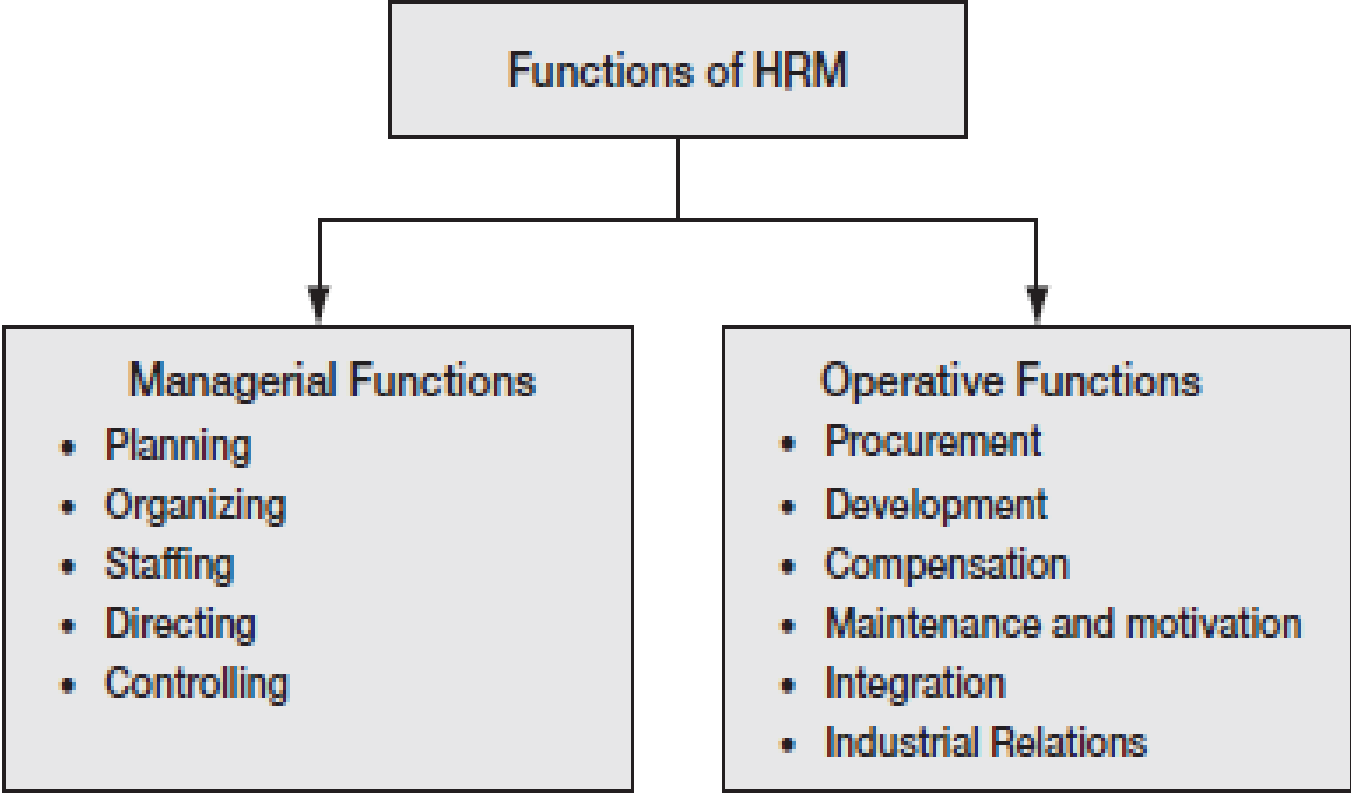 Functions of HRM
Managerial Functions
• Planning
• Organizing
• Staffing
• Directing
• Controlling
Operative Functions
• Procurement
• Development
• Compensation
• Maintenance and motivation
• Integration
• Industrial Relations